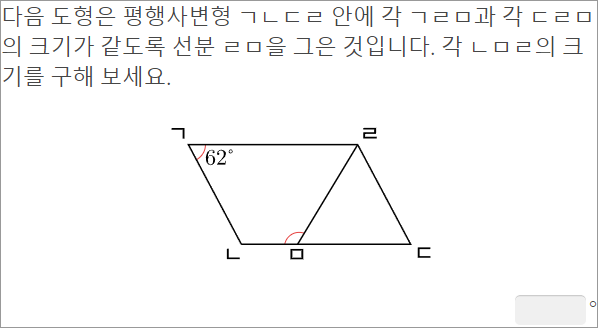 다음 도형은 평행사변형 ㄱㄴㄷㄹ 안에 각 ㄱㄹㅁ과 각 ㄷㄹㅁ
의 크기가 같도록 선분 ㄹㅁ을 그은 것입니다. 각 ㄴㅁㄹ의 크
기를 구해 보세요.
ㄱ ㄹ
62°
ㄴ ㅁ ㄷ
°